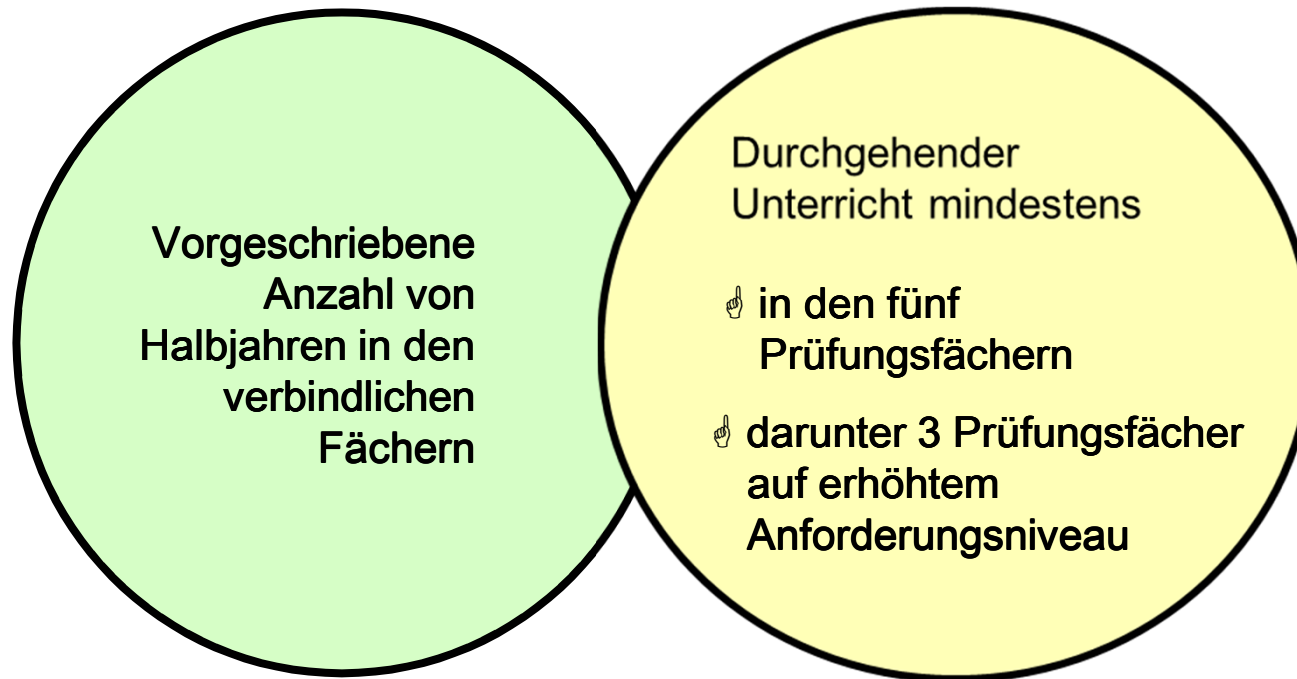 Vorgeschriebene
Anzahl von
Halbjahren in den
verbindlichen
Fächern
Durchgehender
Unterricht mindestens
☝ in den fünf
Prüfungsfächern
☝ darunter 3 Prüfungsfächer
auf erhöhtem
Anforderungsniveau